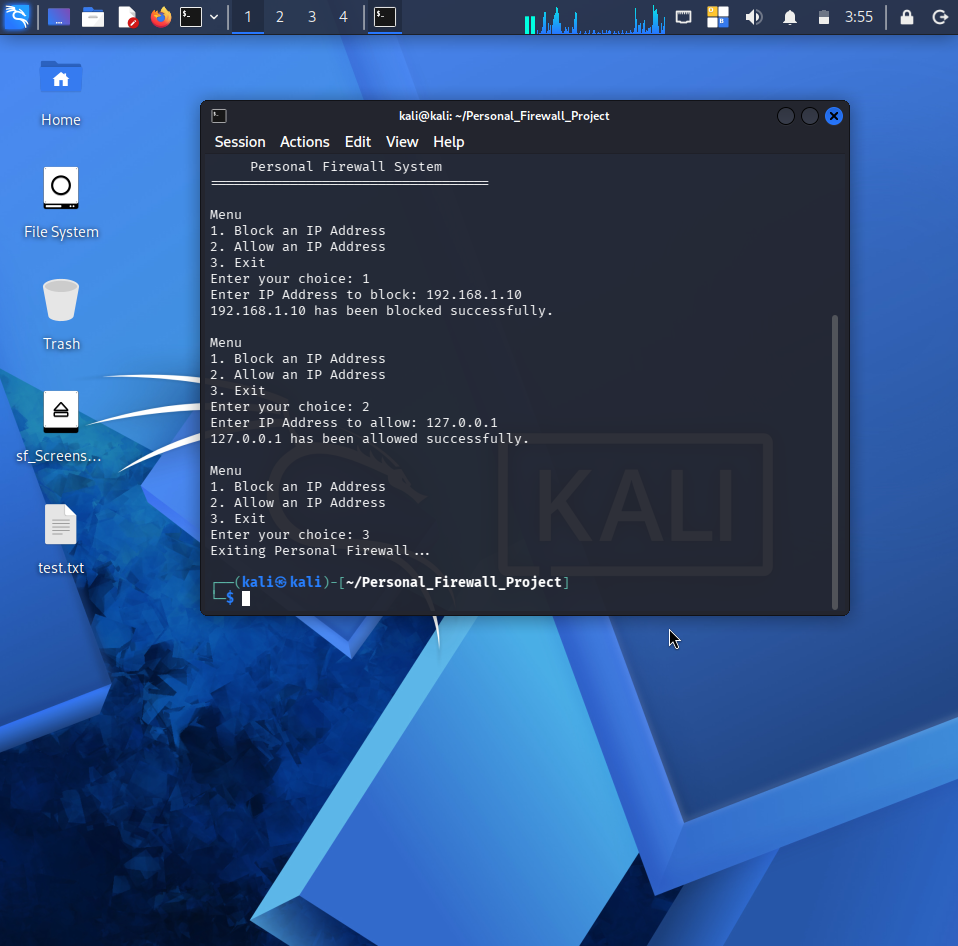 1 2 3 4
3:55
Home
File System
Trash
sf_Screens...
test.txt
kali@kali: ~/Personal_Firewall_Project
Session Actions Edit View Help
Personal Firewall System
===================================

Menu
1. Block an IP Address
2. Allow an IP Address
3. Exit
Enter your choice: 1
Enter IP Address to block: 192.168.1.10
192.168.1.10 has been blocked successfully.

Menu
1. Block an IP Address
2. Allow an IP Address
3. Exit
Enter your choice: 2
Enter IP Address to allow: 127.0.0.1
127.0.0.1 has been allowed successfully.

Menu
1. Block an IP Address
2. Allow an IP Address
3. Exit
Enter your choice: 3
Exiting Personal Firewall...

┌──(kali㉿kali)-[~/Personal_Firewall_Project]
└─$
KALI